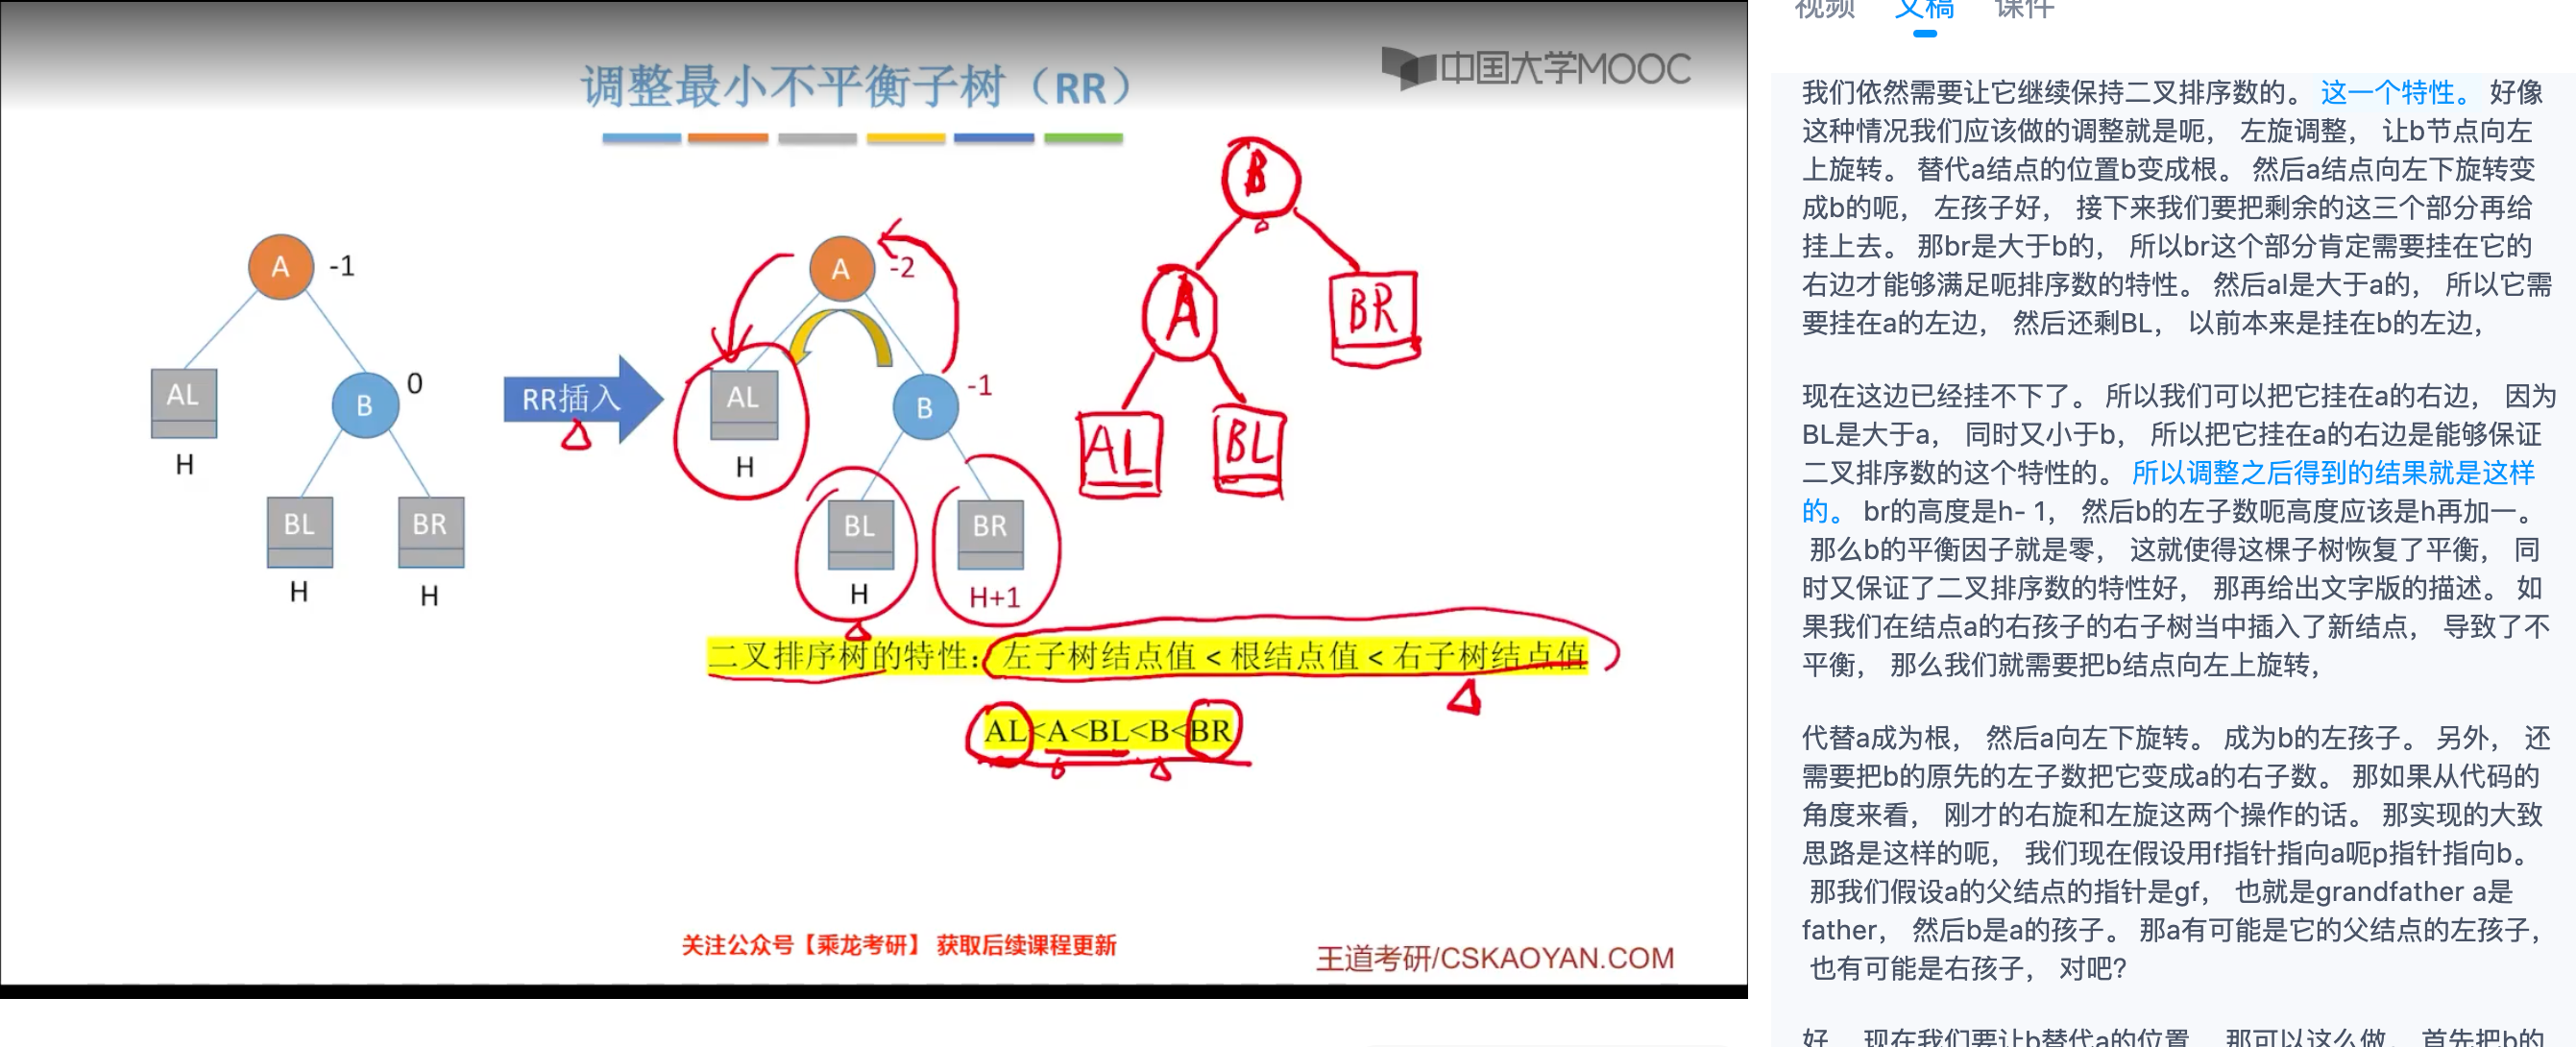 调整最小不平衡子树（RR）
中国大学MOOC
A
-1
AL
H
B
0
BL
H
BR
H
RR插入
A
-2
AL
H
B
-1
BL
H
BR
H+1
B
A
BR
AL
BL
二叉排序树的特性：左子树结点值 < 根结点值 < 右子树结点值
AL<A<BL<B<BR
关注公众号【乘龙考研】 获取后续课程更新
王道考研/CSKAOYAN.COM
视频 文稿 课件
我们依然需要让它继续保持二叉排序数的。 这一个特性。 好像
这种情况我们应该做的调整就是呃， 左旋调整， 让b节点向左
上旋转。 替代a结点的位置b变成根。 然后a结点向左下旋转变
成b的呃， 左孩子好， 接下来我们要把剩余的这三个部分再给
挂上去。 那br是大于b的， 所以br这个部分肯定需要挂在它的
右边才能够满足呃排序数的特性。 然后al是大于a的， 所以它需
要挂在a的左边， 然后还剩BL， 以前本来是挂在b的左边，
现在这边已经挂不下了。 所以我们可以把它挂在a的右边， 因为
BL是大于a， 同时又小于b， 所以把它挂在a的右边是能够保证
二叉排序数的这个特性的。 所以调整之后得到的结果就是这样
的。 br的高度是h- 1， 然后b的左子数呃高度应该是h再加一。
那么b的平衡因子就是零， 这就使得这棵子树恢复了平衡， 同
时又保证了二叉排序数的特性好， 那再给出文字版的描述。 如
果我们在结点a的右孩子的右子树当中插入了新结点， 导致了不
平衡， 那么我们就需要把b结点向左上旋转，
代替a成为根， 然后a向左下旋转。 成为b的左孩子。 另外， 还
需要把b的原先的左子数把它变成a的右子数。 那如果从代码的
角度来看， 刚才的右旋和左旋这两个操作的话。 那实现的大致
思路是这样的呃， 我们现在假设用f指针指向a呃p指针指向b。
那我们假设a的父结点的指针是gf， 也就是grandfather a是
father， 然后b是a的孩子。 那a有可能是它的父结点的左孩子，
也有可能是右孩子， 对吧?
好， 现在我们要让b替代a的位置， 那可以这么做。 首先把b的